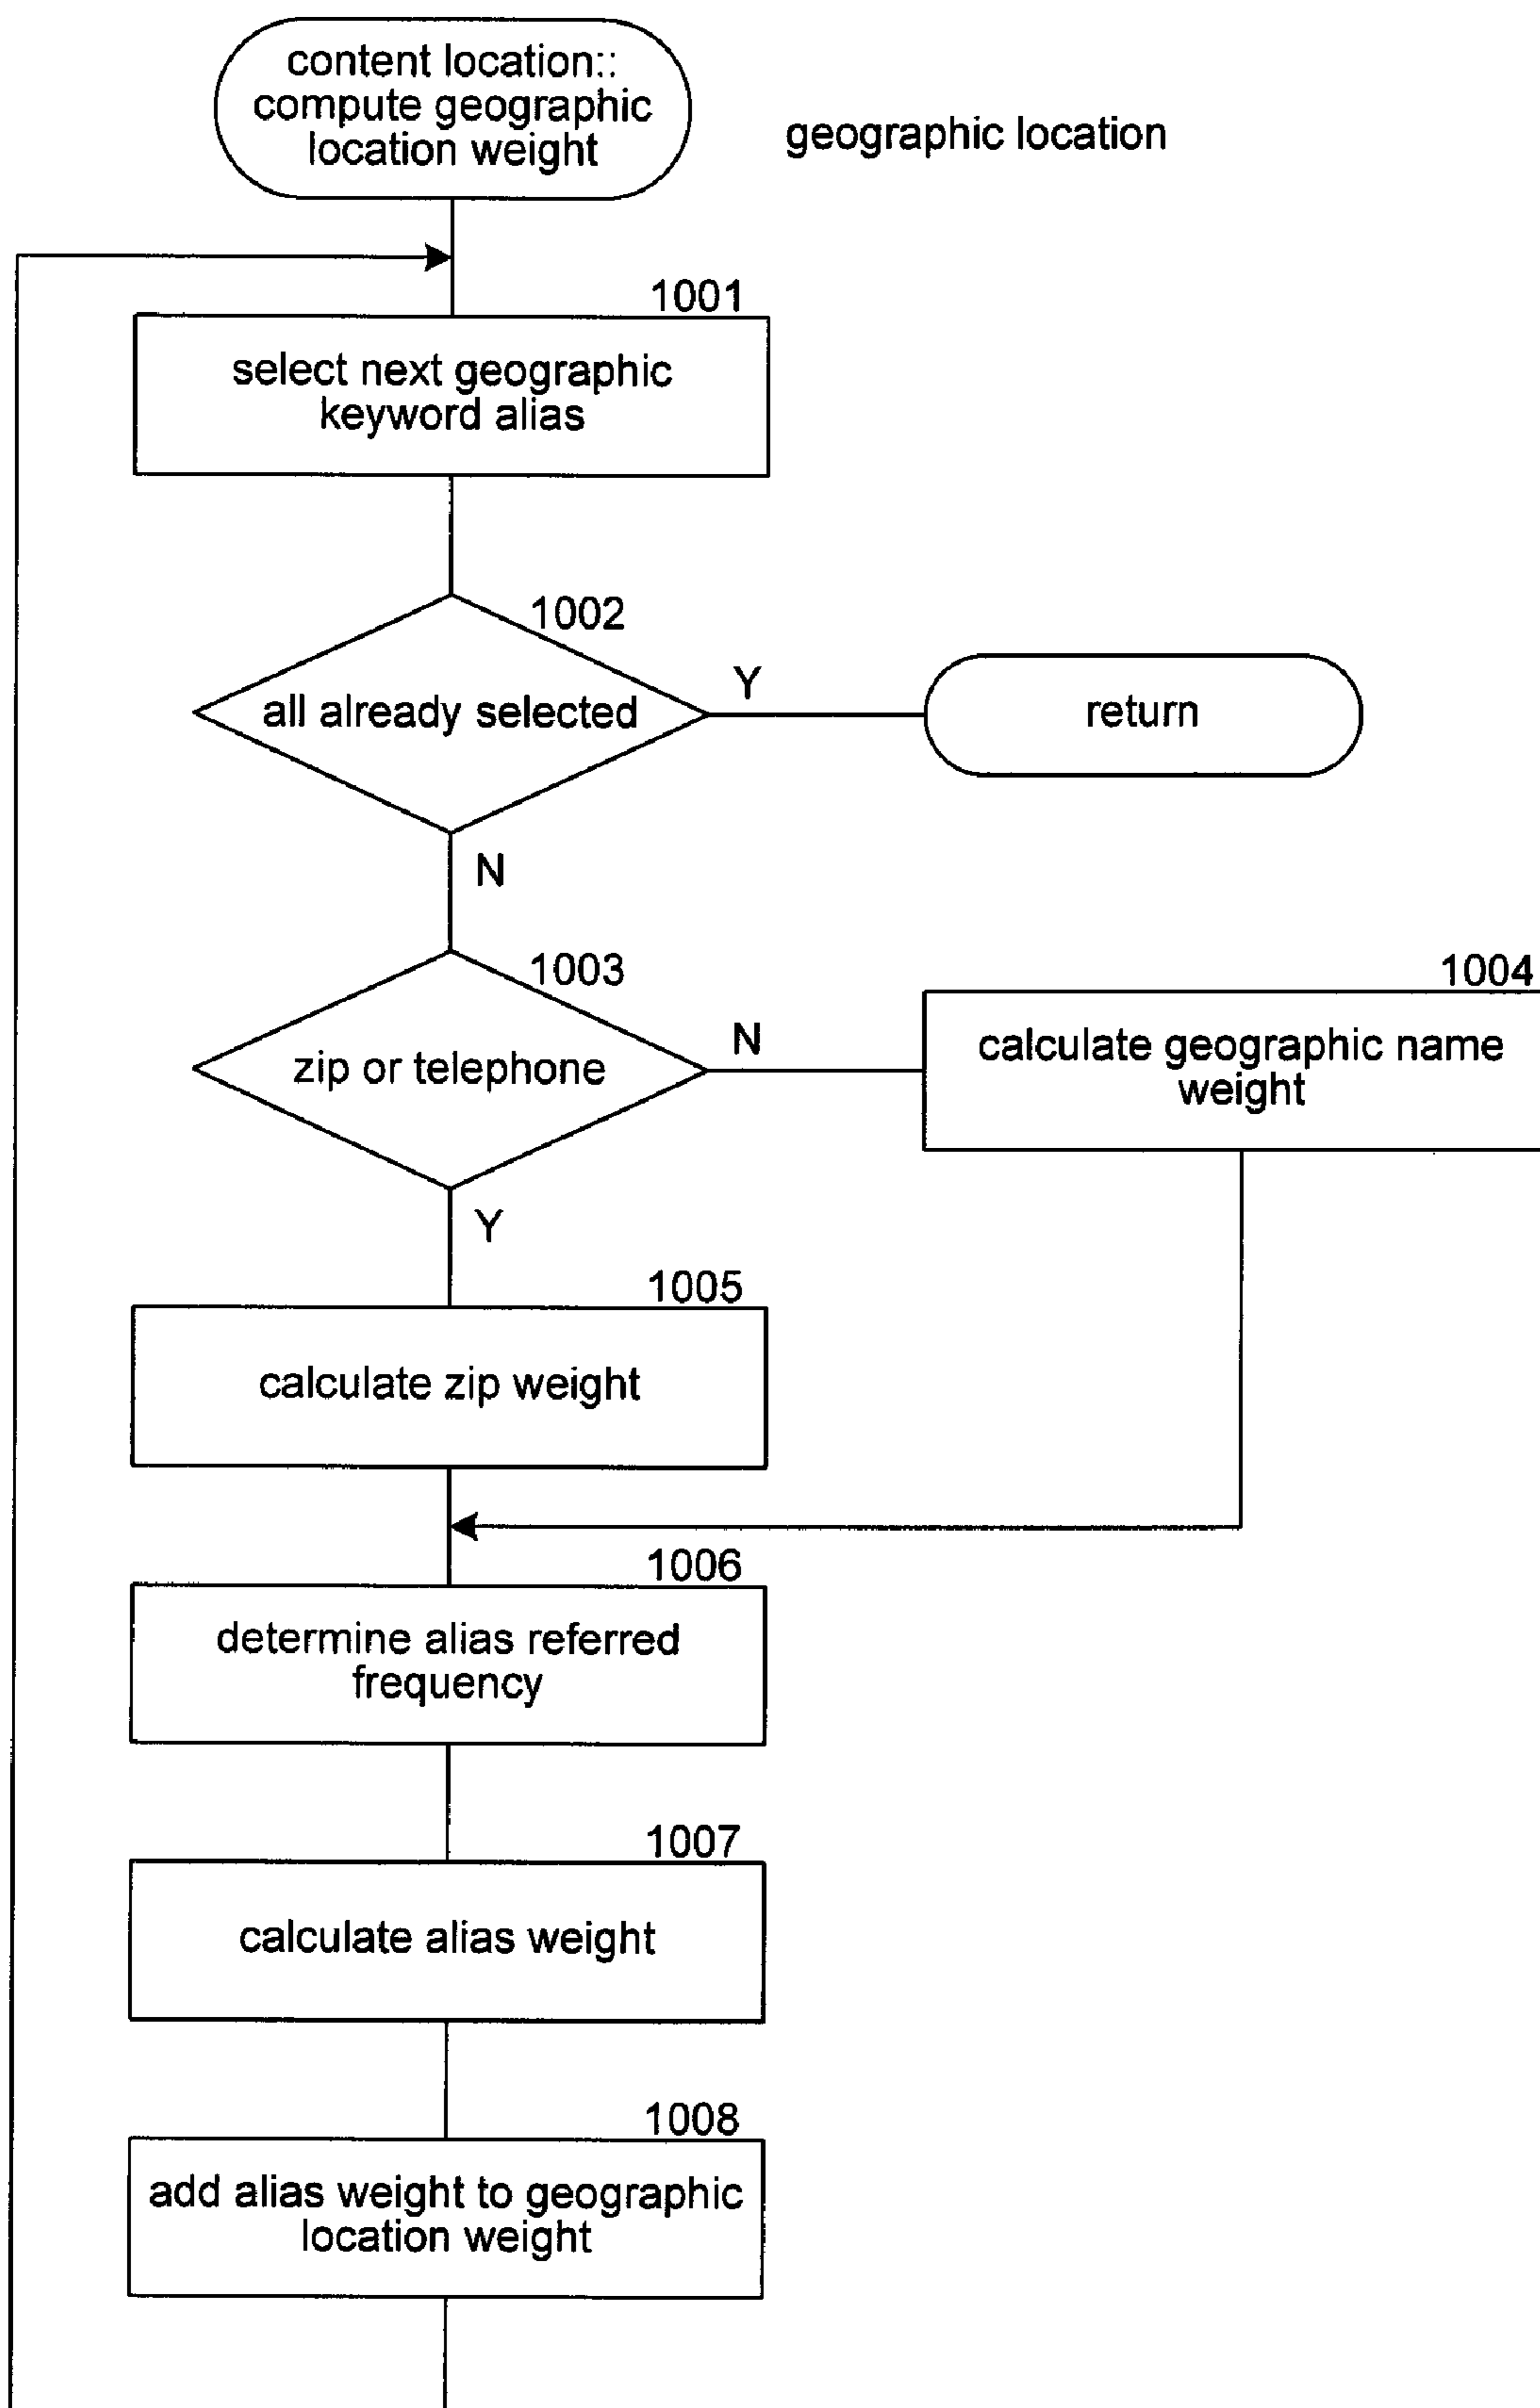 content location::
compute geographic
location weight
geographic location
1001
select next geographic
keyword alias
1002
all already selected
Y
return
N
1003
zip or telephone
N
1004
calculate geographic name
weight
Y
1005
calculate zip weight
1006
determine alias referred
frequency
1007
calculate alias weight
1008
add alias weight to geographic
location weight